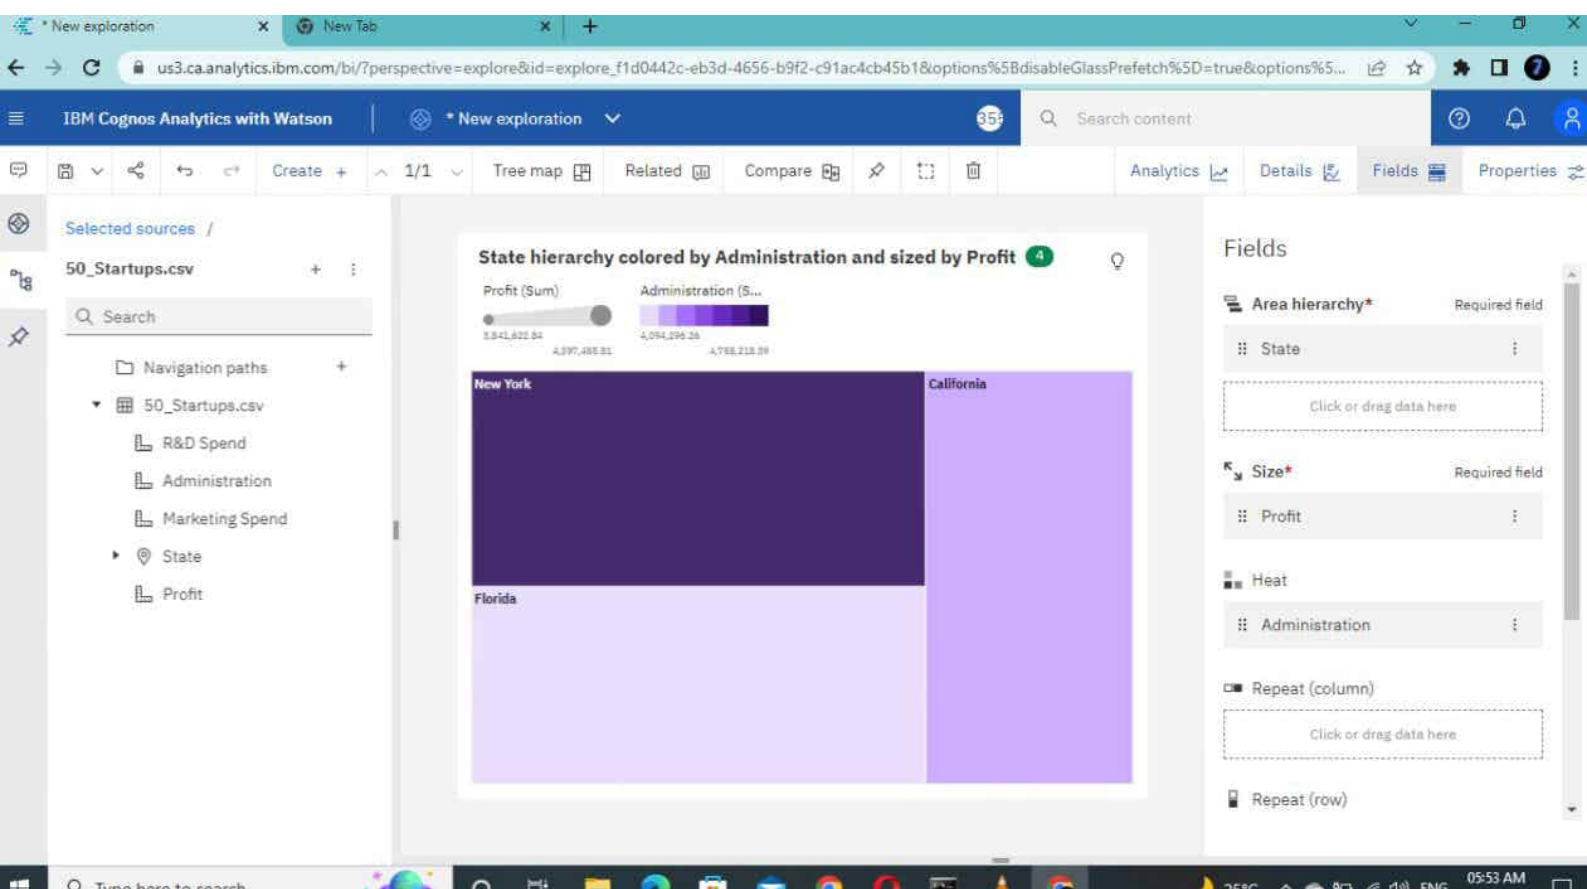 * New exploration
New Tab
us3.ca.analytics.ibm.com/bi/?perspective=explore&id=explore_f1d0442c-eb3d-4656-b9f2-c91ac4cb45b1&options%5BdisableGlassPrefetch%5D=true&options%5...
IBM Cognos Analytics with Watson
* New exploration
Search content
Create +
1/1
Tree map
Related
Compare
Analytics
Details
Fields
Properties
Selected sources /
50_Startups.csv
Search
Navigation paths
50_Startups.csv
R&D Spend
Administration
Marketing Spend
State
Profit
State hierarchy colored by Administration and sized by Profit 4
Profit (Sum)
Administration (S...
4,094,296.26
New York
California
Florida
Fields
Area hierarchy* Required field
State
Click or drag data here
Size* Required field
Profit
Heat
Administration
Repeat (column)
Click or drag data here
Repeat (row)
Type here to search
ENG
05:53 AM